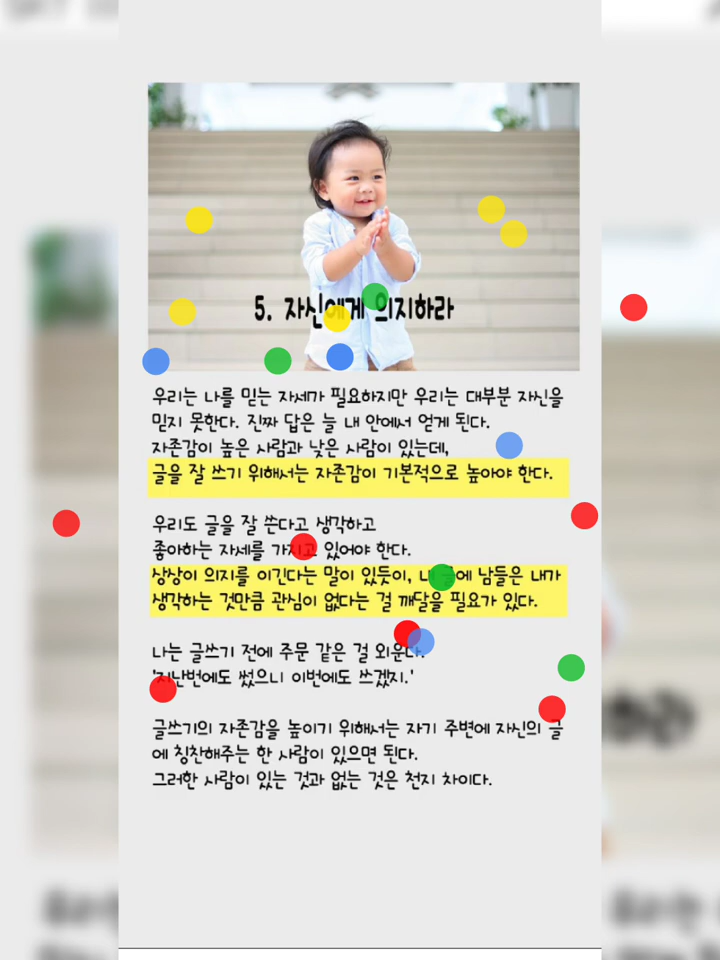 5. 자신에게 의지하라
우리는 나를 믿는 자세가 필요하지만 우리는 대부분 자신을
믿지 못한다. 진짜 답은 늘 내 안에서 얻게 된다.
자존감이 높은 사람과 낮은 사람이 있는데,
글을 잘 쓰기 위해서는 자존감이 기본적으로 높아야 한다.
우리도 글을 잘 쓴다고 생각하고
좋아하는 자세를 가지고 있어야 한다.
상상이 의지를 이긴다는 말이 있듯이, 내 글에 남들은 내가
생각하는 것만큼 관심이 없다는 걸 깨달을 필요가 있다.
나는 글쓰기 전에 주문 같은 걸 외운다.
'지난번에도 썼으니 이번에도 쓰겠지.'
글쓰기의 자존감을 높이기 위해서는 자기 주변에 자신의 글
에 칭찬해주는 한 사람이 있으면 된다.
그러한 사람이 있는 것과 없는 것은 천지 차이다.